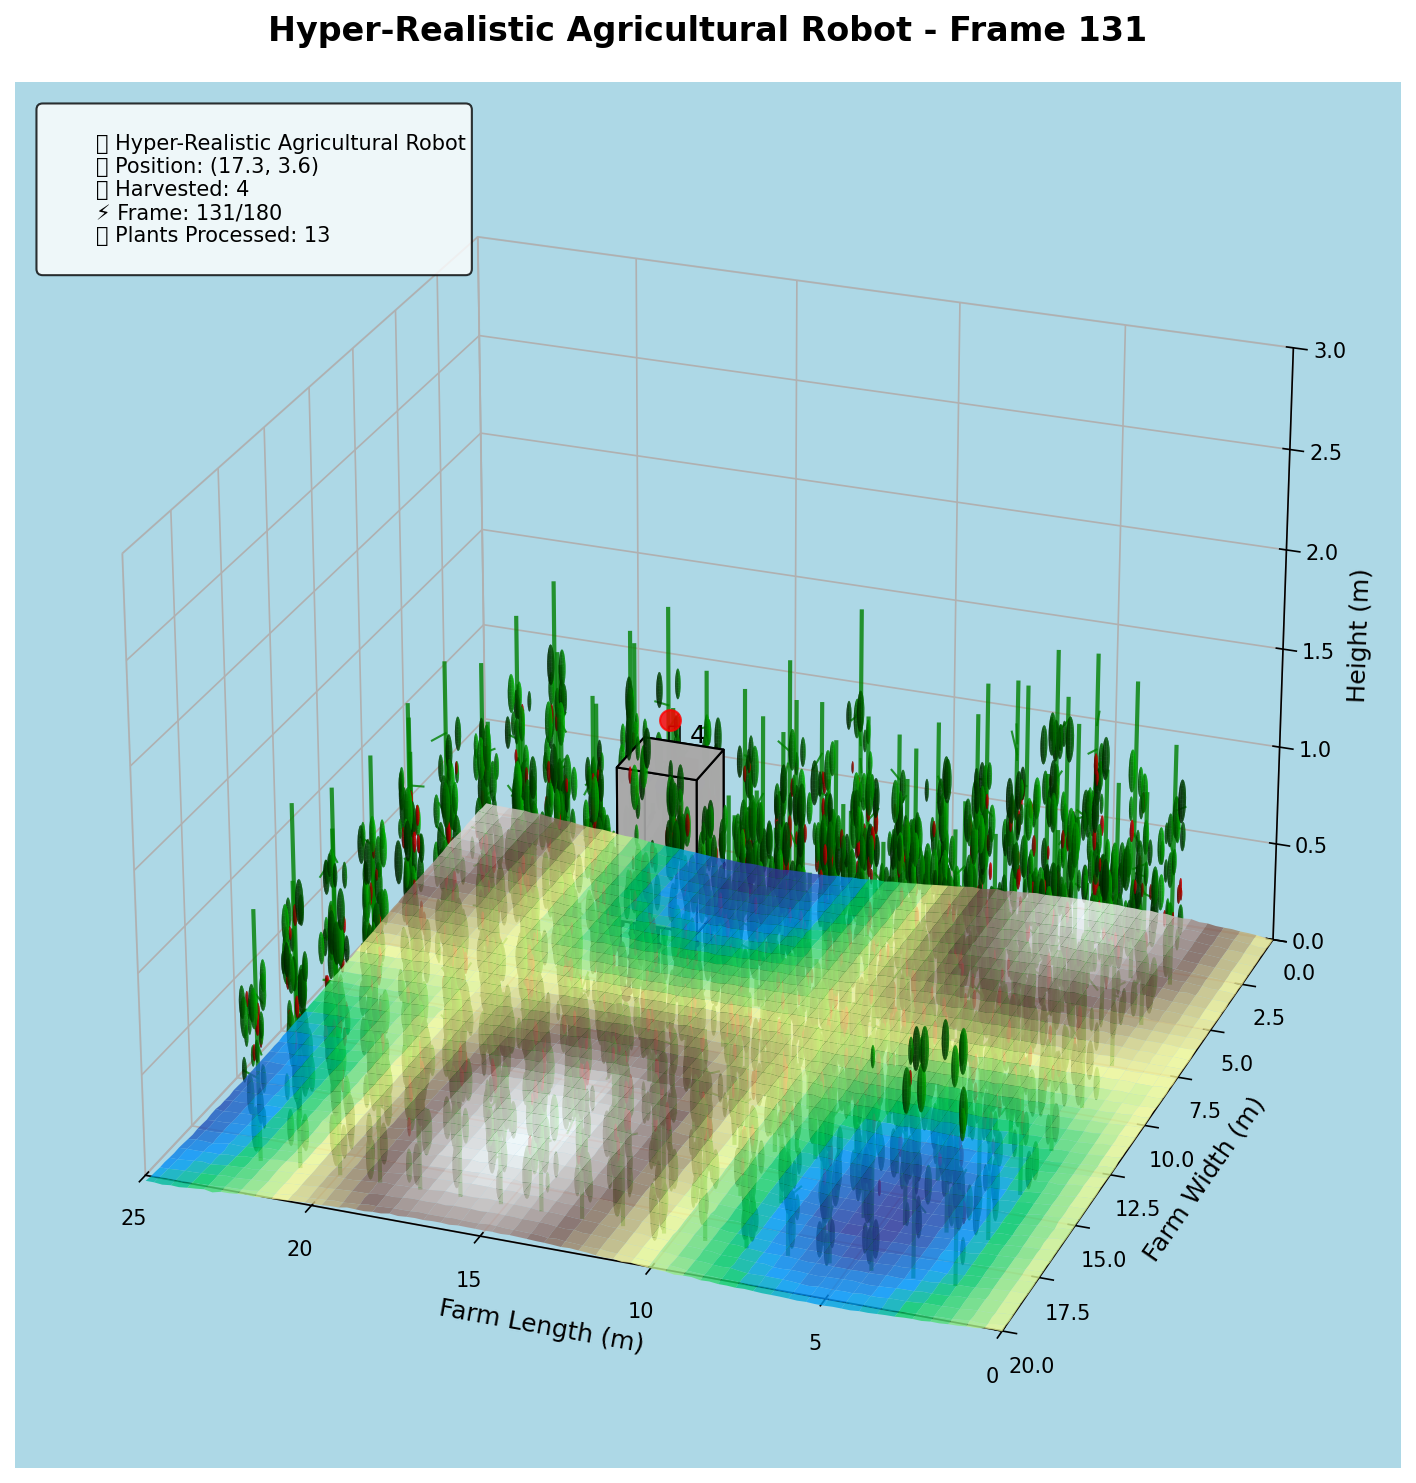 Hyper-Realistic Agricultural Robot - Frame 131
▯ Hyper-Realistic Agricultural Robot
▯ Position: (17.3, 3.6)
▯ Harvested: 4
⚡ Frame: 131/180
▯ Plants Processed: 13
3.0
2.5
2.0
1.5
1.0
0.5
0.0
Height (m)
▯ 4
0.0
2.5
5.0
7.5
10.0
12.5
15.0
17.5
20.0
Farm Width (m)
25
20
15
10
5
0
Farm Length (m)